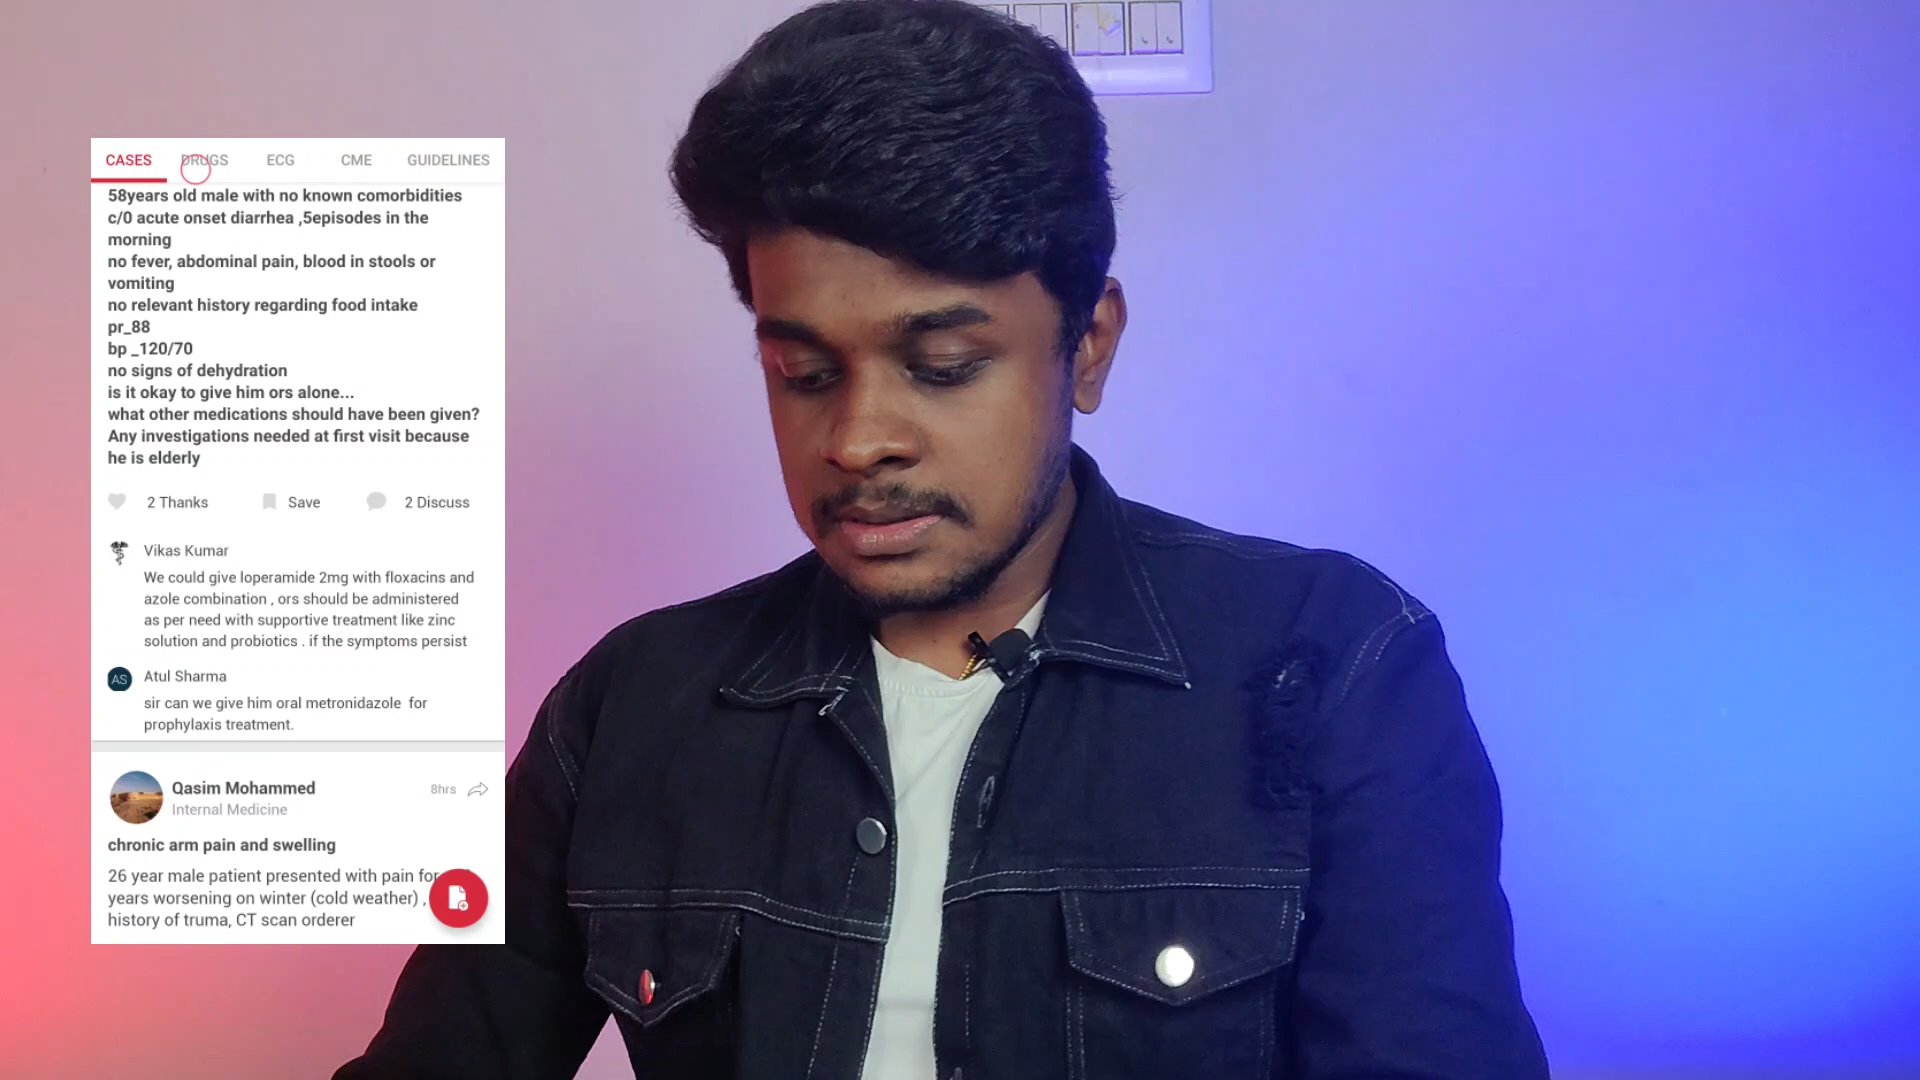 CASES DRUGS ECG CME GUIDELINES
58years old male with no known comorbidities
c/0 acute onset diarrhea ,5episodes in the
morning
no fever, abdominal pain, blood in stools or
vomiting
no relevant history regarding food intake
pr_88
bp _120/70
no signs of dehydration
is it okay to give him ors alone...
what other medications should have been given?
Any investigations needed at first visit because
he is elderly
2 Thanks Save 2 Discuss
Vikas Kumar
We could give loperamide 2mg with floxacins and
azole combination , ors should be administered
as per need with supportive treatment like zinc
solution and probiotics . if the symptoms persist
AS Atul Sharma
sir can we give him oral metronidazole for
prophylaxis treatment.
Qasim Mohammed 8hrs
Internal Medicine
chronic arm pain and swelling
26 year male patient presented with pain for
years worsening on winter (cold weather) ,
history of truma, CT scan orderer